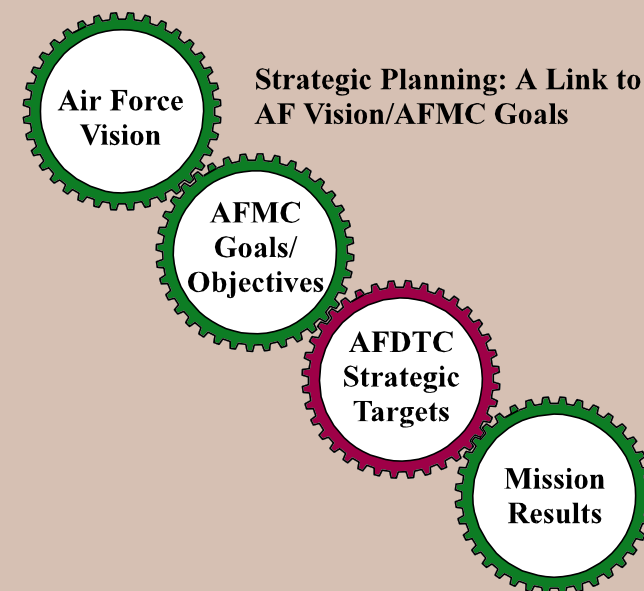 Strategic Planning: A Link to
AF Vision/AFMC Goals
Air Force
Vision
AFMC
Goals/
Objectives
AFDTC
Strategic
Targets
Mission
Results